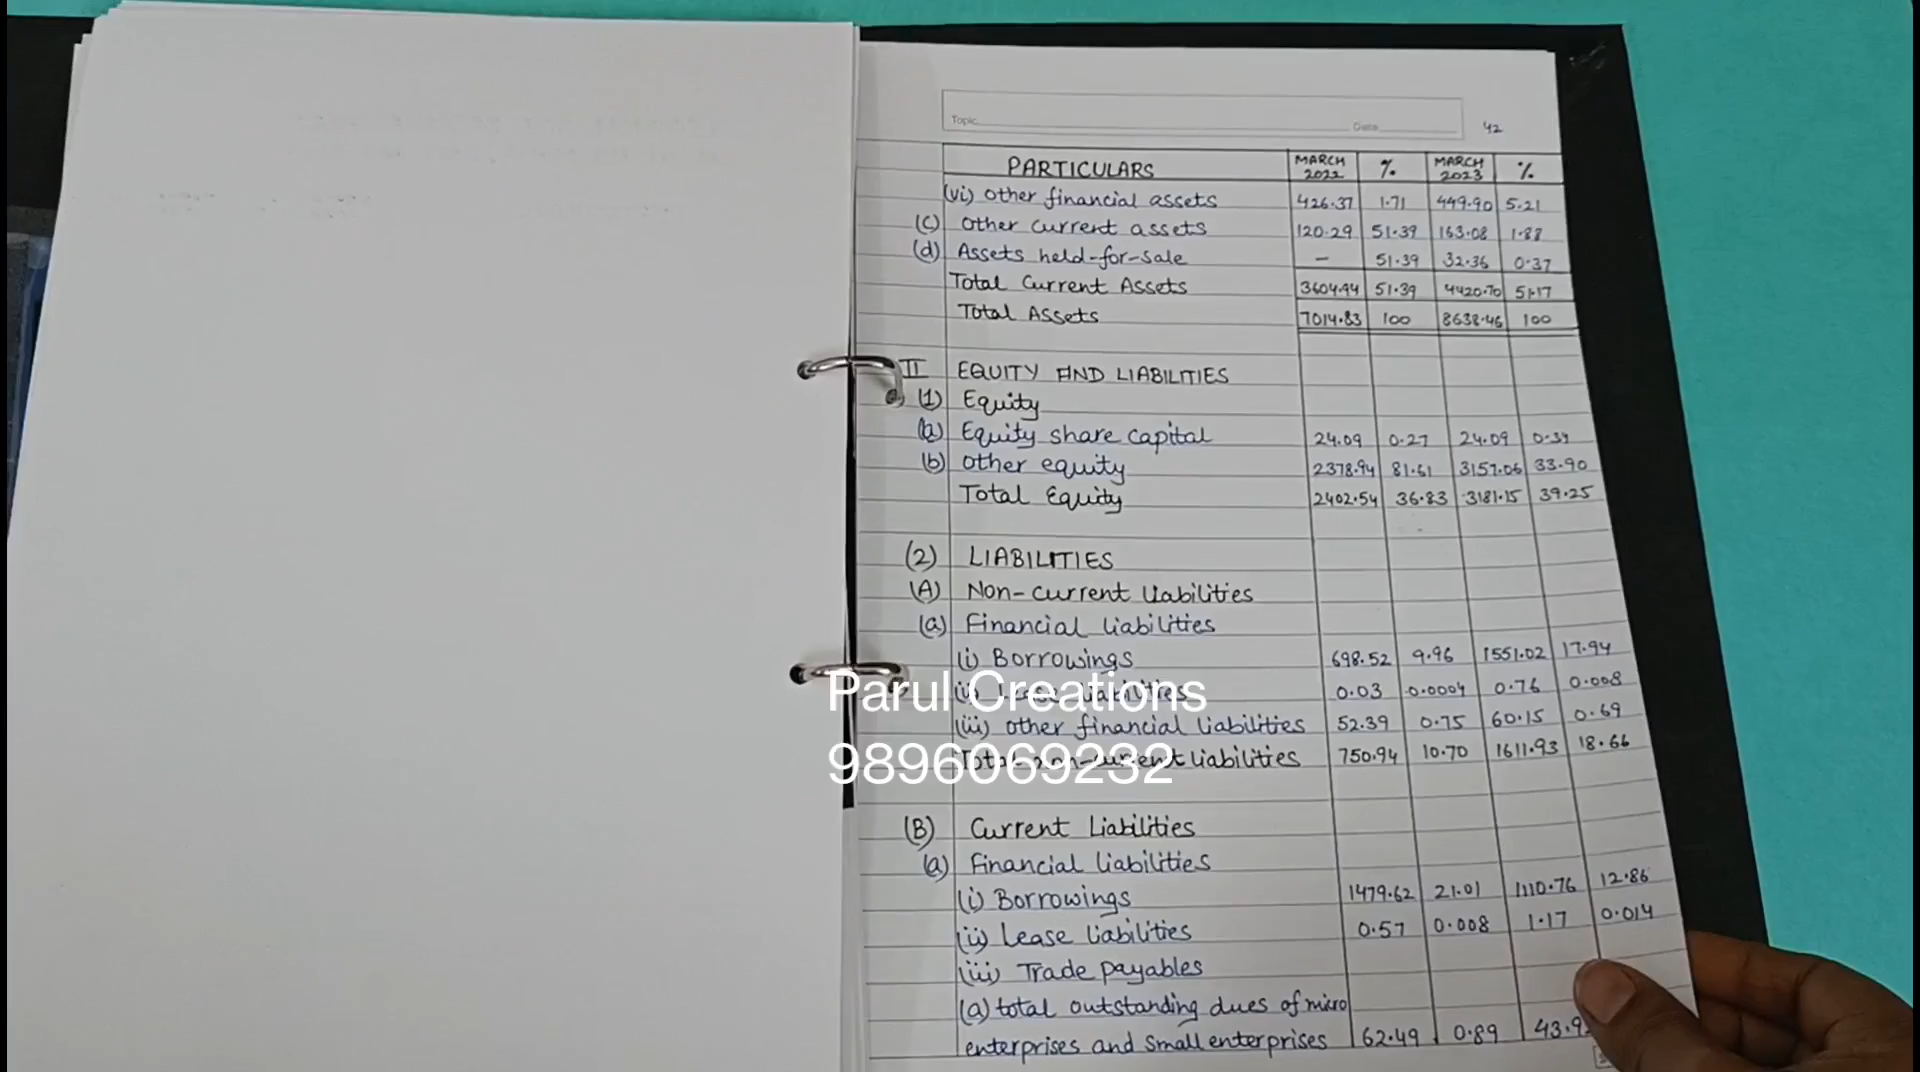 Topic Date 42
PARTICULARS MARCH 2022 % MARCH 2023 %
(vi) Other financial assets 426.37 1.71 449.90 5.21
(c) Other current assets 120.29 51.39 163.08 1.88
(d) Assets held-for-sale – 51.39 32.36 0.37
Total Current Assets 3604.94 51.39 4420.70 51.17
Total Assets 7014.83 100 8638.46 100
II EQUITY AND LIABILITIES
(1) Equity
(a) Equity share capital 24.09 0.27 24.09 0.34
(b) Other equity 2378.94 81.61 3157.06 33.90
Total Equity 2402.54 36.83 3181.15 39.25
(2) LIABILITIES
(A) Non-current liabilities
(a) Financial liabilities
(i) Borrowings 698.52 9.96 1551.02 17.94
(ii) Lease liabilities 0.03 0.0004 0.76 0.008
Parul Creations
(iii) Other financial liabilities 52.39 0.75 60.15 0.69
Total non-current liabilities 750.94 10.70 1611.93 18.66
9896069232
(B) Current Liabilities
(a) Financial liabilities
(i) Borrowings 1479.62 21.01 1110.76 12.86
(ii) Lease liabilities 0.57 0.008 1.17 0.014
(iii) Trade payables
(a) total outstanding dues of micro
enterprises and small enterprises 62.49 0.89